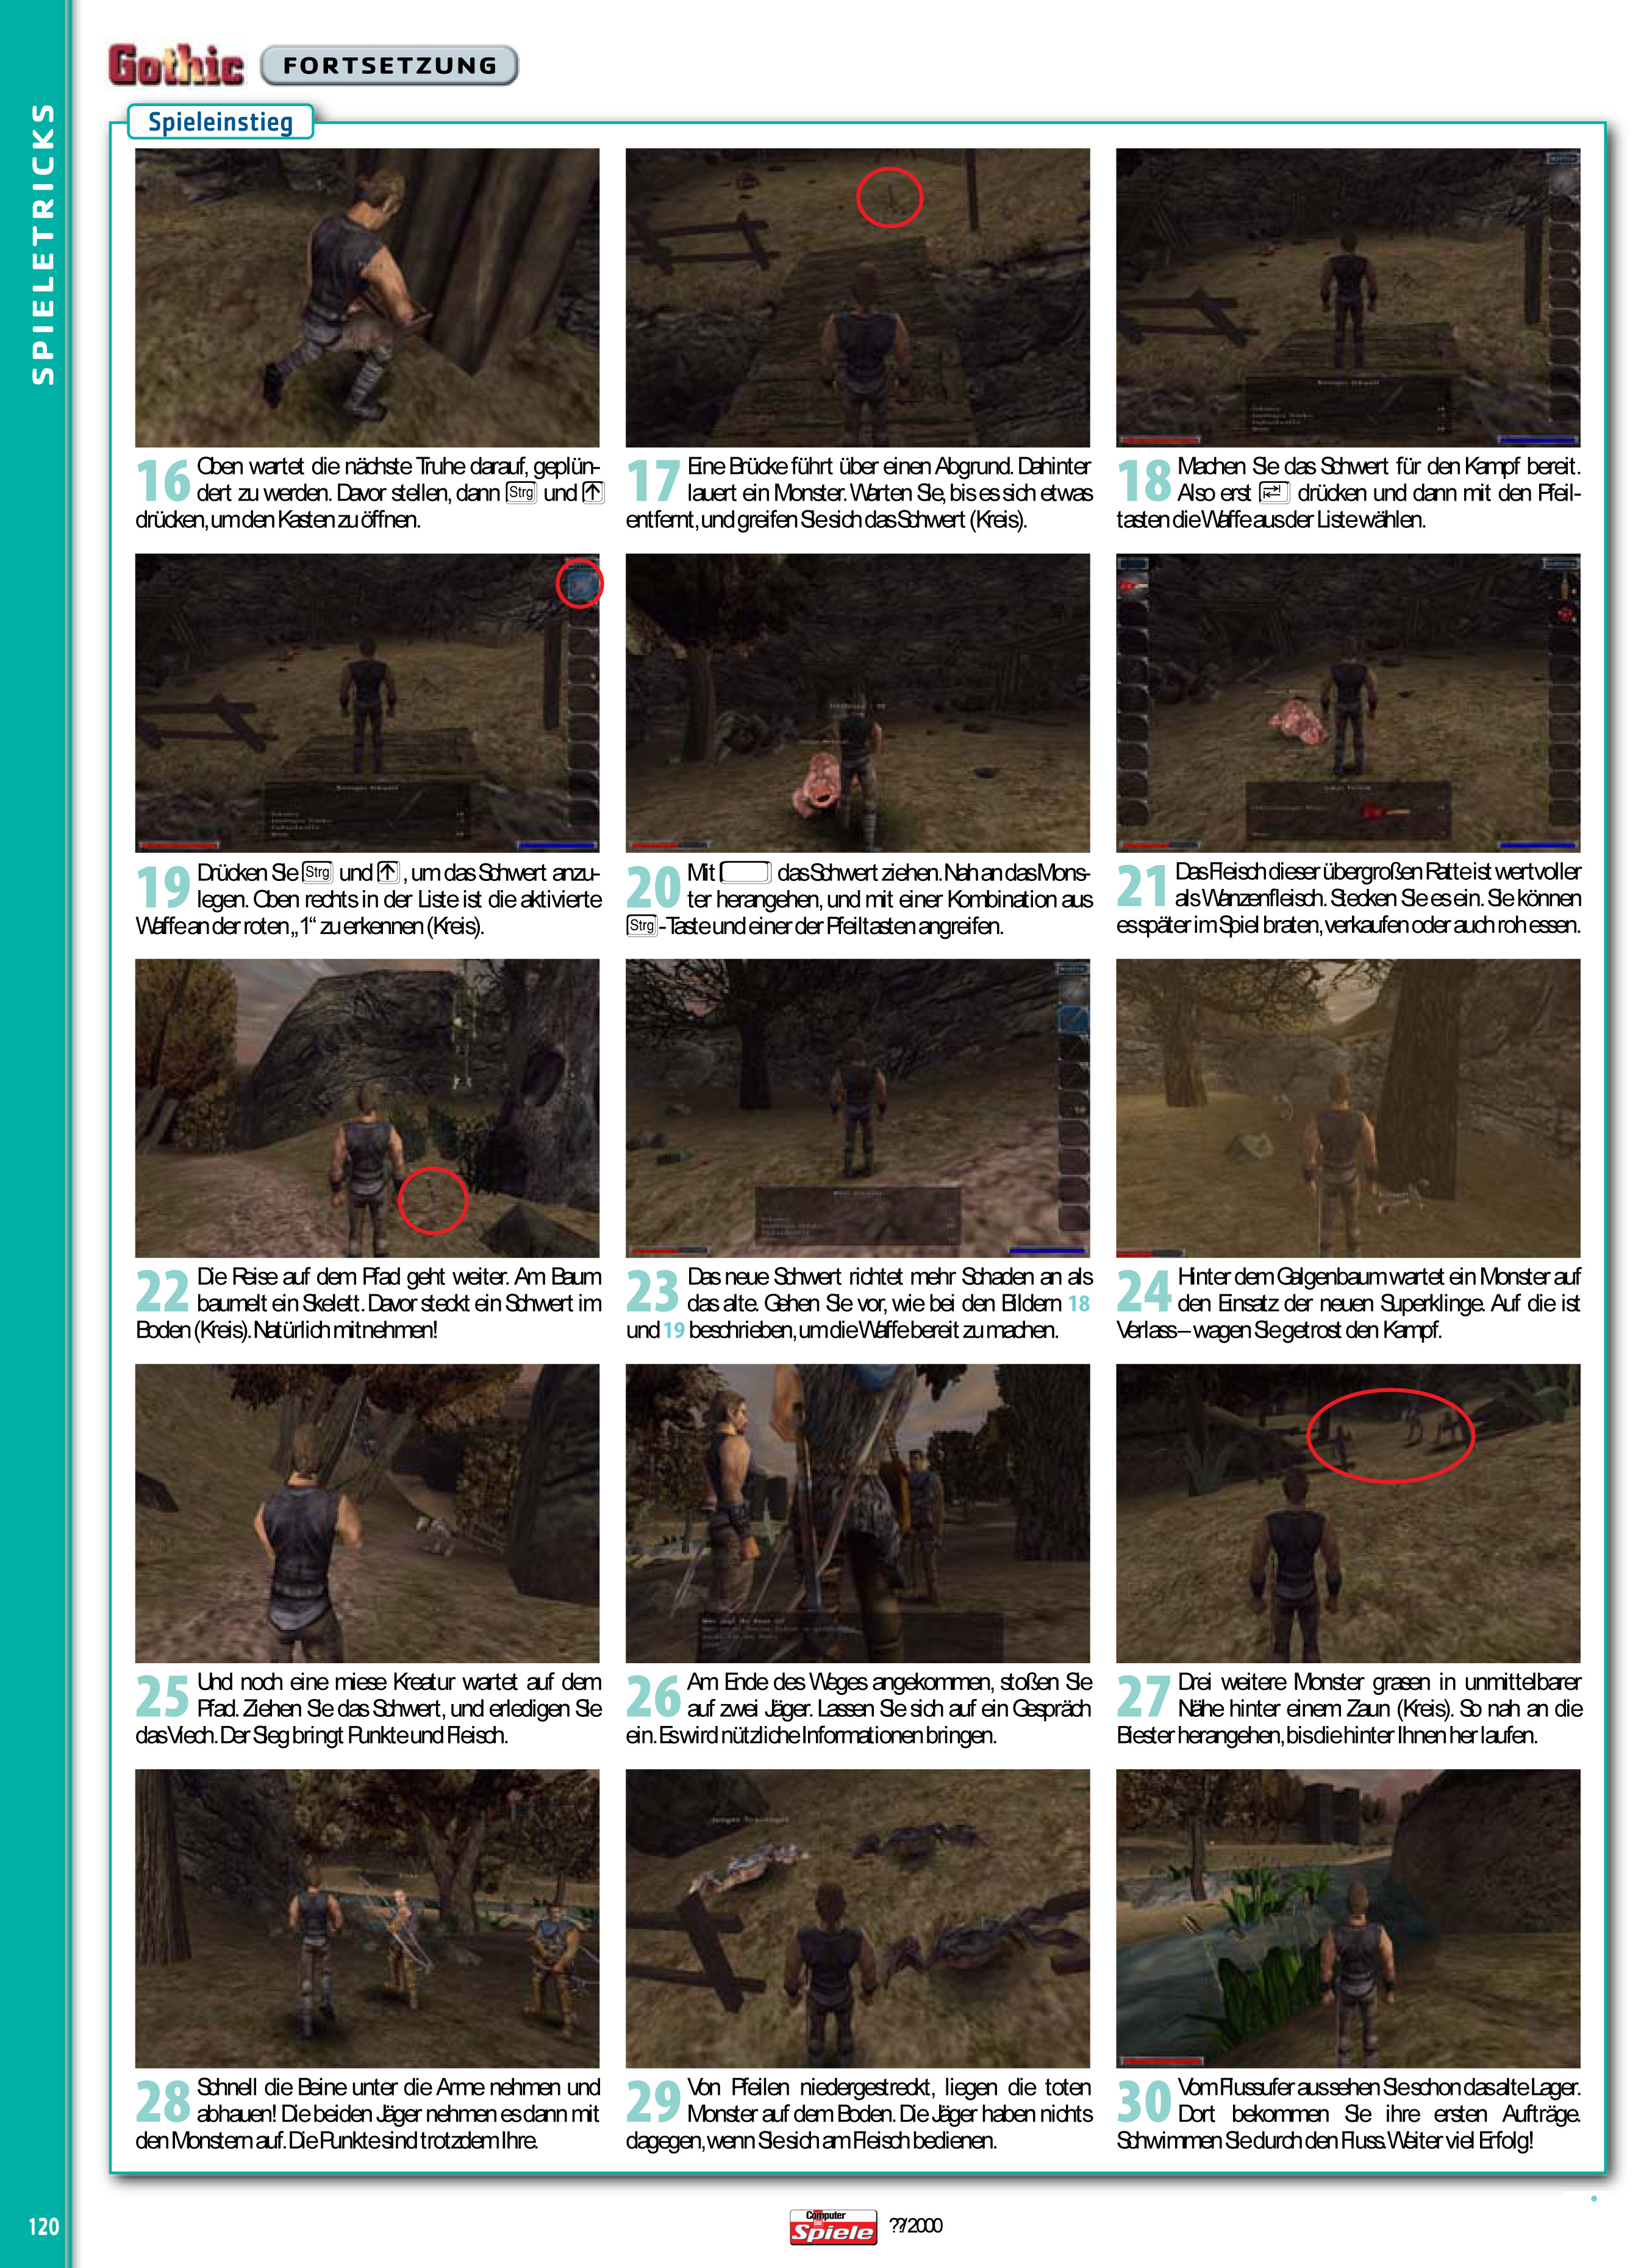 SPIELETRICKS
Gothic FORTSETZUNG
Spieleinstieg
16 Oben wartet die nächste Truhe darauf, geplün-
dert zu werden. Davor stellen, dann Strg und ↑
drücken, um den Kasten zu öffnen.
17 Eine Brücke führt über einen Abgrund. Dahinter
lauert ein Monster. Warten Sie, bis es sich etwas
entfernt, und greifen Sie sich das Schwert (Kreis).
18 Machen Sie das Schwert für den Kampf bereit.
Also erst ⇄ drücken und dann mit den Pfeil-
tasten die Waffe aus der Liste wählen.
19 Drücken Sie Strg und ↑, um das Schwert anzu-
legen. Oben rechts in der Liste ist die aktivierte
Waffe an der roten „1“ zu erkennen (Kreis).
20 Mit das Schwert ziehen. Nah an das Mons-
ter herangehen, und mit einer Kombination aus
Strg-Taste und einer der Pfeiltasten angreifen.
21 Das Fleisch dieser übergroßen Ratte ist wertvoller
als Wanzenfleisch. Stecken Sie es ein. Sie können
es später im Spiel braten, verkaufen oder auch roh essen.
22 Die Reise auf dem Pfad geht weiter. Am Baum
baumelt ein Skelett. Davor steckt ein Schwert im
Boden (Kreis). Natürlich mitnehmen!
23 Das neue Schwert richtet mehr Schaden an als
das alte. Gehen Sie vor, wie bei den Bildern 18
und 19 beschrieben, um die Waffe bereit zu machen.
24 Hinter dem Galgenbaum wartet ein Monster auf
den Einsatz der neuen Superklinge. Auf die ist
Verlass – wagen Sie getrost den Kampf.
25 Und noch eine miese Kreatur wartet auf dem
Pfad. Ziehen Sie das Schwert, und erledigen Sie
das Viech. Der Sieg bringt Punkte und Fleisch.
26 Am Ende des Weges angekommen, stoßen Sie
auf zwei Jäger. Lassen Sie sich auf ein Gespräch
ein. Es wird nützliche Informationen bringen.
27 Drei weitere Monster grasen in unmittelbarer
Nähe hinter einem Zaun (Kreis). So nah an die
Biester herangehen, bis die hinter Ihnen her laufen.
28 Schnell die Beine unter die Arme nehmen und
abhauen! Die beiden Jäger nehmen es dann mit
den Monstern auf. Die Punkte sind trotzdem Ihre.
29 Von Pfeilen niedergestreckt, liegen die toten
Monster auf dem Boden. Die Jäger haben nichts
dagegen, wenn Sie sich am Fleisch bedienen.
30 Vom Flussufer aus sehen Sie schon das alte Lager.
Dort bekommen Sie ihre ersten Aufträge.
Schwimmen Sie durch den Fluss. Weiter viel Erfolg!
120
Computer Bild Spiele ??/2000